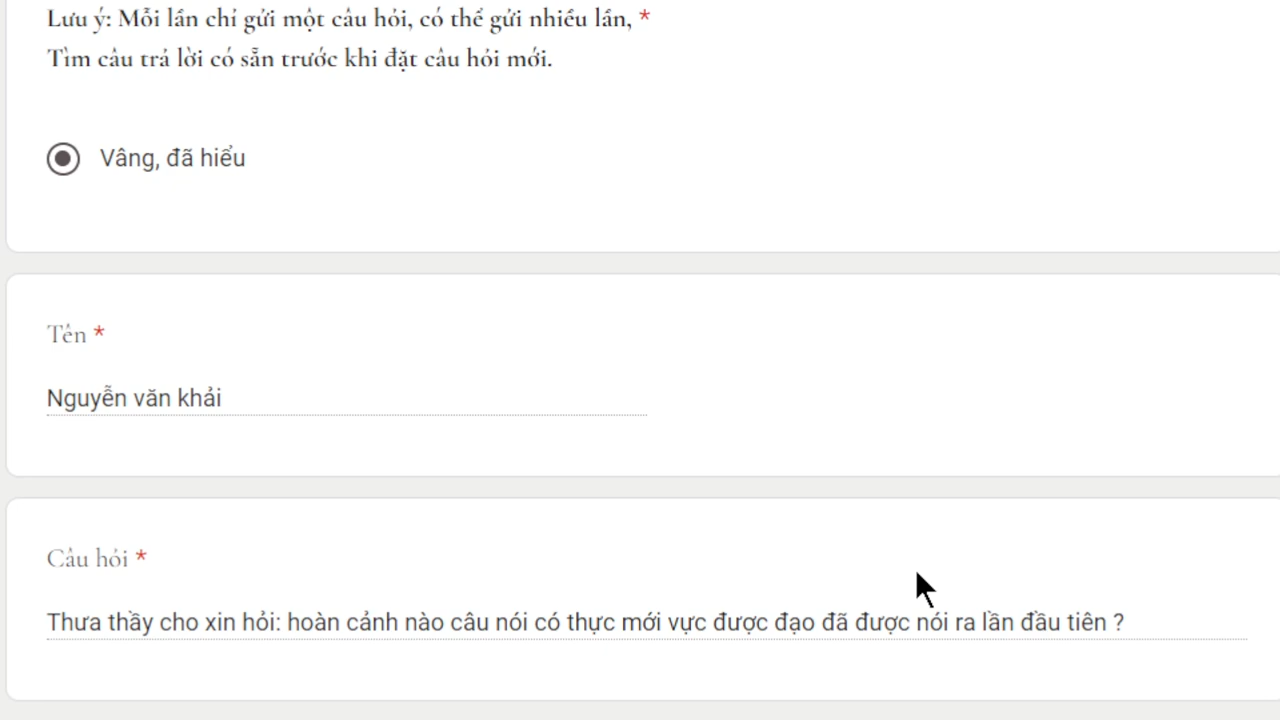 Lưu ý: Mỗi lần chỉ gửi một câu hỏi, có thể gửi nhiều lần, *
Tìm câu trả lời có sẵn trước khi đặt câu hỏi mới.
Vâng, đã hiểu
Tên *
Nguyễn văn khải
Câu hỏi *
Thưa thầy cho xin hỏi: hoàn cảnh nào câu nói có thực mới vực được đạo đã được nói ra lần đầu tiên ?